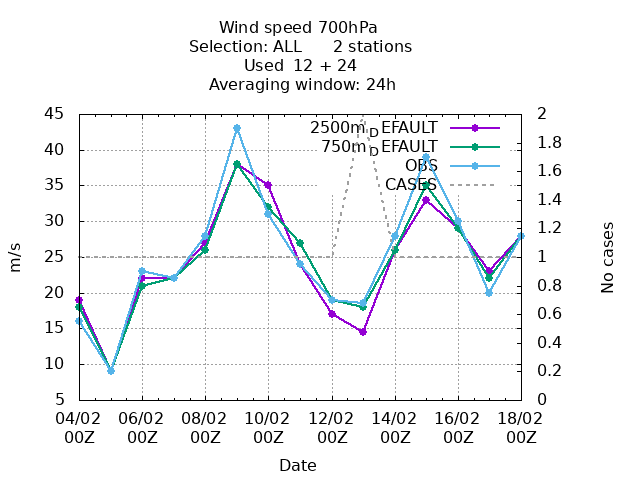 Wind speed 700hPa
Selection: ALL 2 stations
Used 12 + 24
Averaging window: 24h
45 2
40 1.8
35 1.6
30 1.4
25 1.2
20 1
15 0.8
10 0.6
5 0.4
0.2
0
2500m_DEFAULT
750m_DEFAULT
OBS
CASES
m/s
No cases
04/02 06/02 08/02 10/02 12/02 14/02 16/02 18/02
00Z 00Z 00Z 00Z 00Z 00Z 00Z 00Z
Date